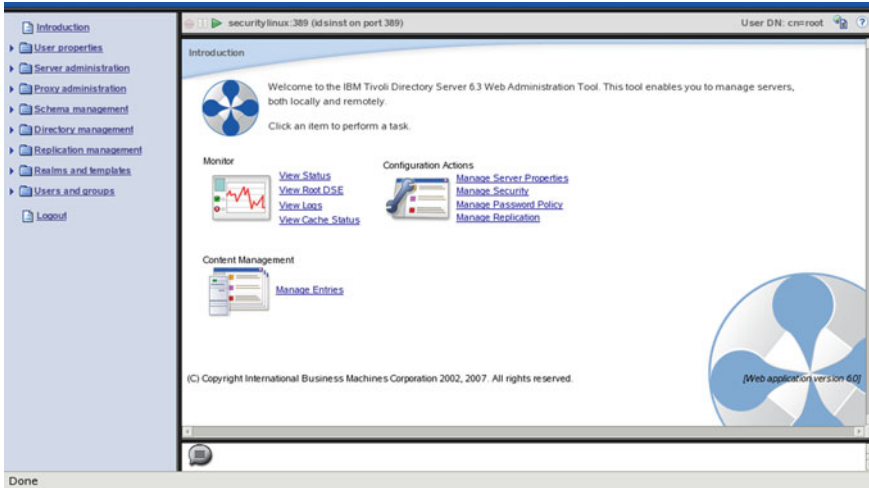 securitylinux:389 (idsinst on port 389)
User DN: cn=root
?
Introduction
User properties
Server administration
Proxy administration
Schema management
Directory management
Replication management
Realms and templates
Users and groups
Logout
Introduction
Welcome to the IBM Tivoli Directory Server 6.3 Web Administration Tool. This tool enables you to manage servers,
both locally and remotely.
Click an item to perform a task.
Monitor
View Status
View Root DSE
View Logs
View Cache Status
Configuration Actions
Manage Server Properties
Manage Security
Manage Password Policy
Manage Replication
Content Management
Manage Entries
(C) Copyright International Business Machines Corporation 2002, 2007. All rights reserved.
[Web application version 6.0]
Done